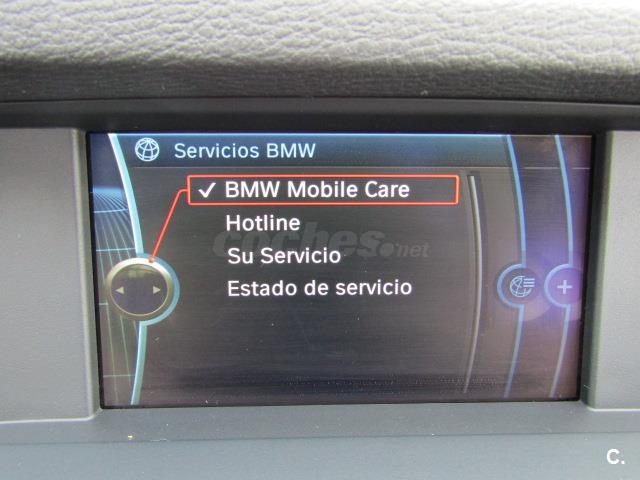 Servicios BMW
✓ BMW Mobile Care
Hotline
coches.net
Su Servicio
Estado de servicio
C.